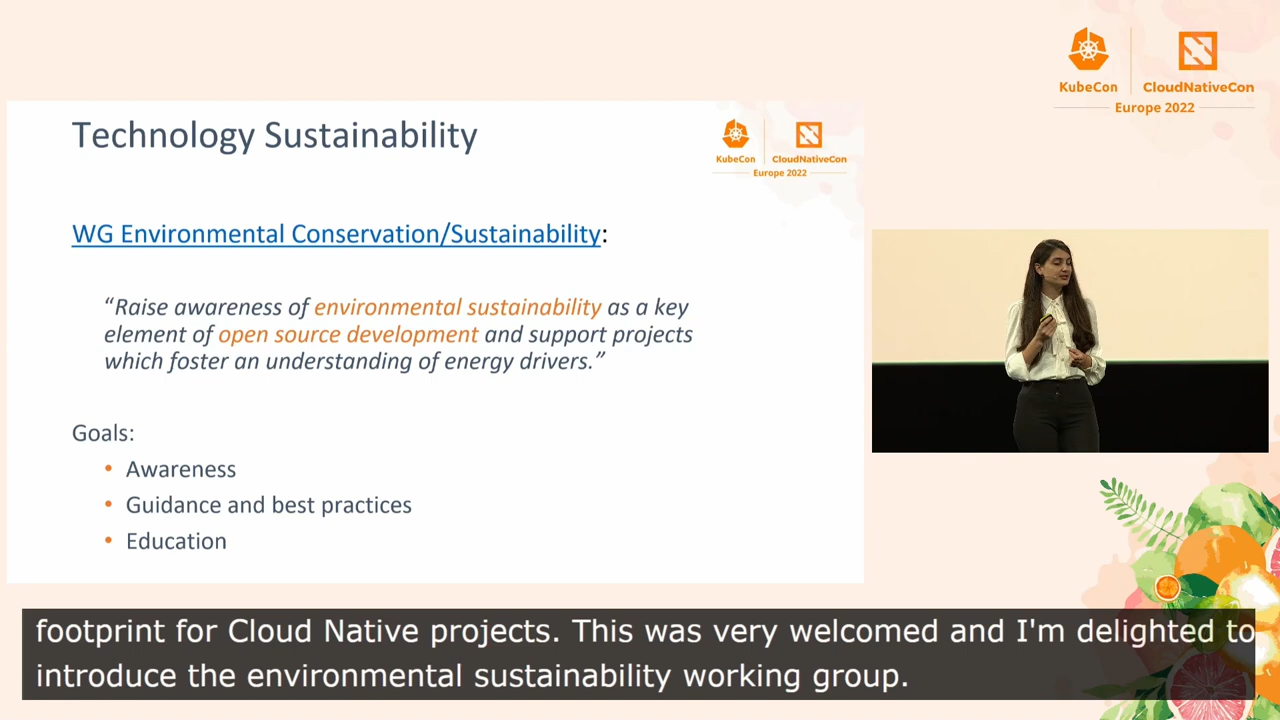 KubeCon
CloudNativeCon
Europe 2022
Technology Sustainability
KubeCon
CloudNativeCon
Europe 2022
WG Environmental Conservation/Sustainability:
“Raise awareness of environmental sustainability as a key
element of open source development and support projects
which foster an understanding of energy drivers.”
Goals:
• Awareness
• Guidance and best practices
• Education
footprint for Cloud Native projects. This was very welcomed and I'm delighted to
introduce the environmental sustainability working group.